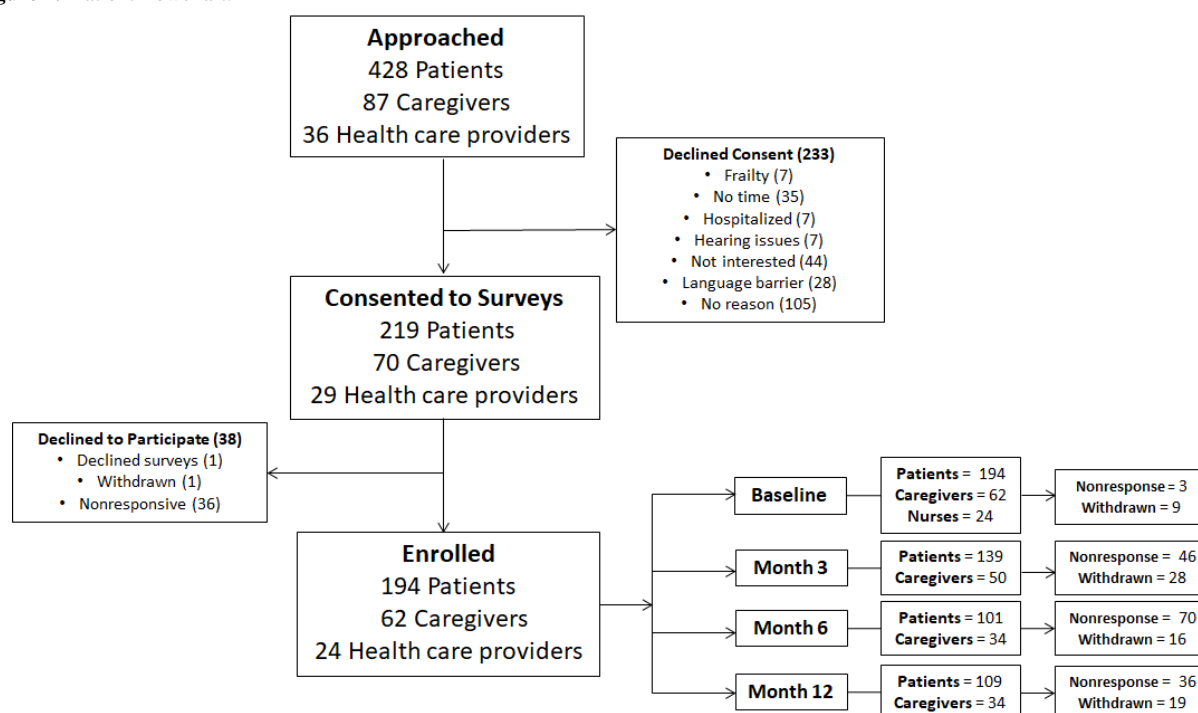 Approached
428 Patients
87 Caregivers
36 Health care providers
Declined Consent (233)
• Frailty (7)
• No time (35)
• Hospitalized (7)
• Hearing issues (7)
• Not interested (44)
• Language barrier (28)
• No reason (105)
Consented to Surveys
219 Patients
70 Caregivers
29 Health care providers
Declined to Participate (38)
• Declined surveys (1)
• Withdrawn (1)
• Nonresponsive (36)
Enrolled
194 Patients
62 Caregivers
24 Health care providers
Baseline
Patients = 194
Caregivers = 62
Nurses = 24
Nonresponse = 3
Withdrawn = 9
Month 3
Patients = 139
Caregivers = 50
Nonresponse = 46
Withdrawn = 28
Month 6
Patients = 101
Caregivers = 34
Nonresponse = 70
Withdrawn = 16
Month 12
Patients = 109
Caregivers = 34
Nonresponse = 36
Withdrawn = 19